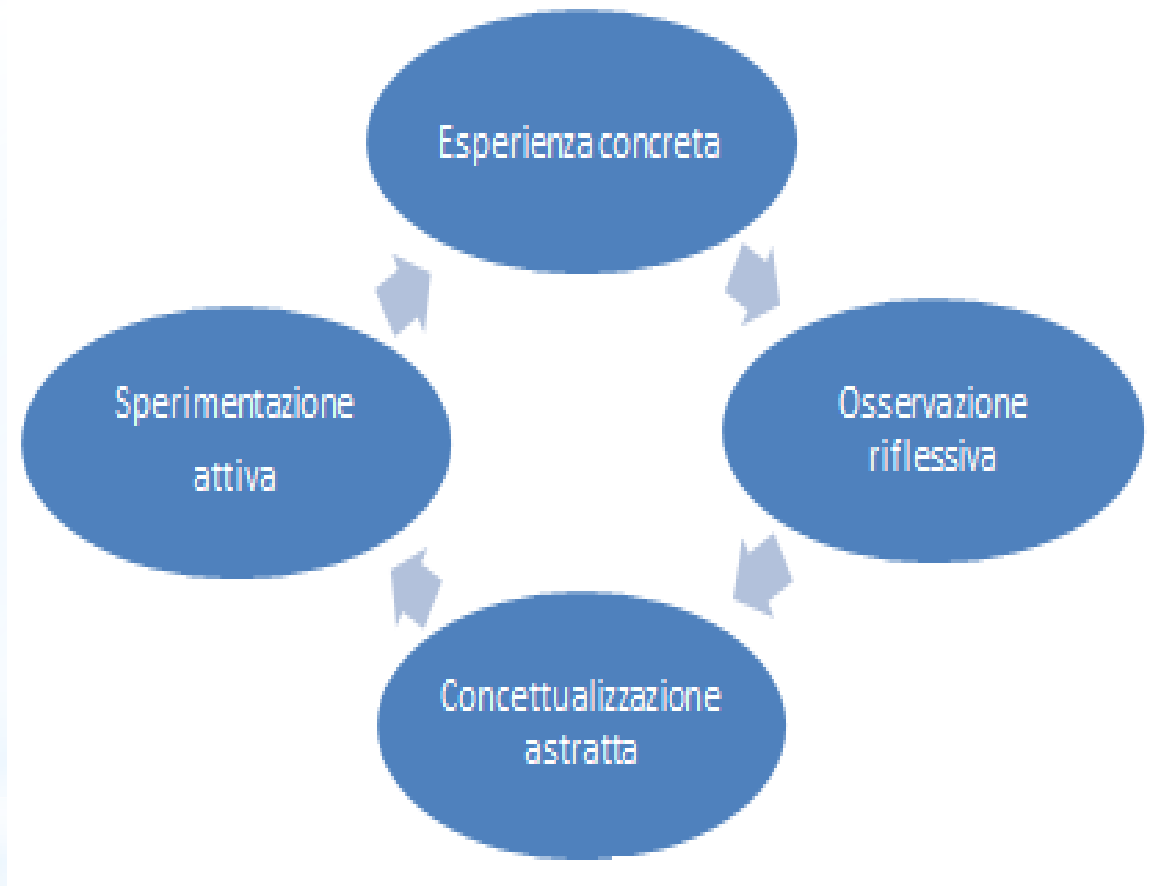 Esperienza concreta
Osservazione
riflessiva
Concettualizzazione
astratta
Sperimentazione
attiva